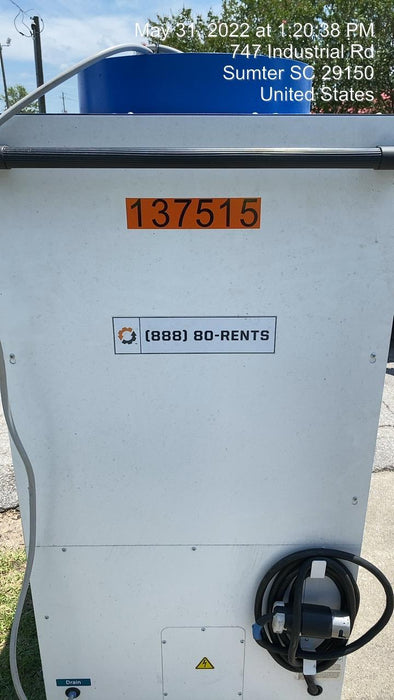 May 31, 2022 at 1:20:38 PM
747 Industrial Rd
Sumter SC 29150
United States
137515
(888) 80-RENTS
Drain